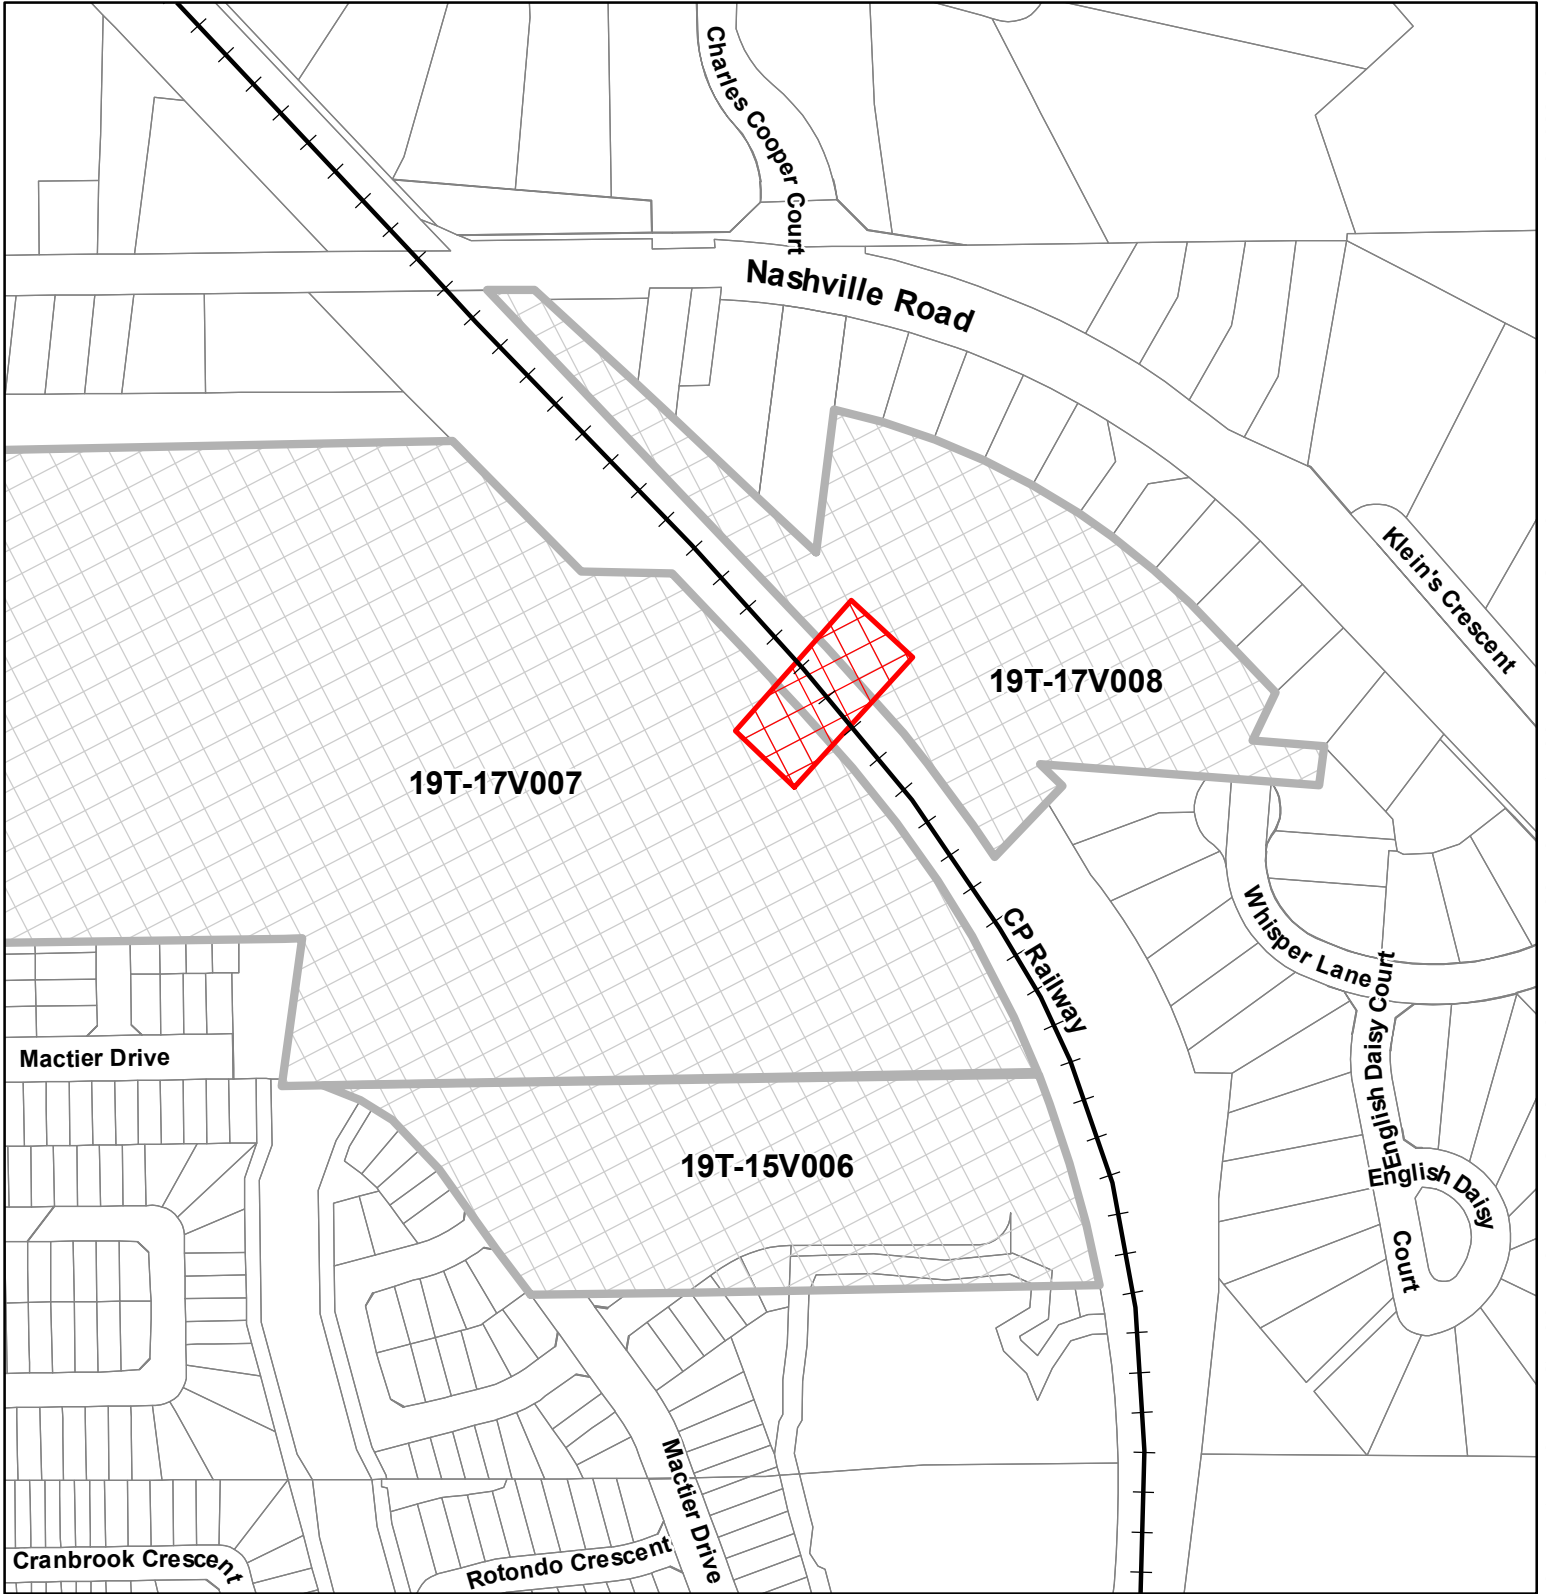 Charles Cooper Court
Nashville Road
Klein's Crescent
19T-17V008
19T-17V007
Whisper Lane
CP Railway
English Daisy Court
Mactier Drive
19T-15V006
English Daisy
Court
Mactier Drive
Cranbrook Crescent
Rotondo Crescent